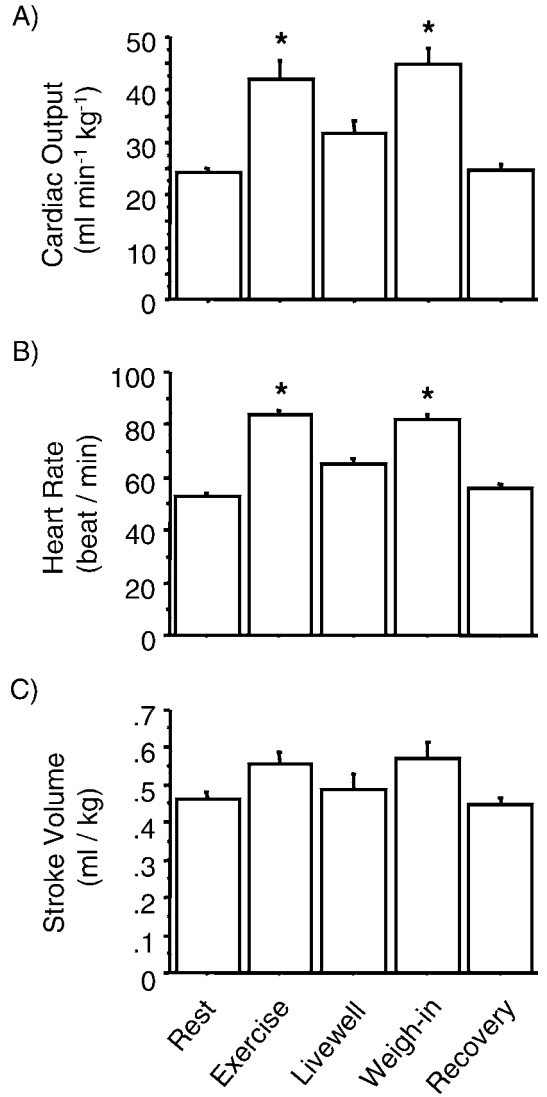 A)
Cardiac Output
(ml min⁻¹ kg⁻¹)
50
40
30
20
10
0
*
*
B)
Heart Rate
(beat / min)
100
80
60
40
20
0
*
*
C)
Stroke Volume
(ml / kg)
.7
.6
.5
.4
.3
.2
.1
0
Rest
Exercise
Livewell
Weigh-in
Recovery